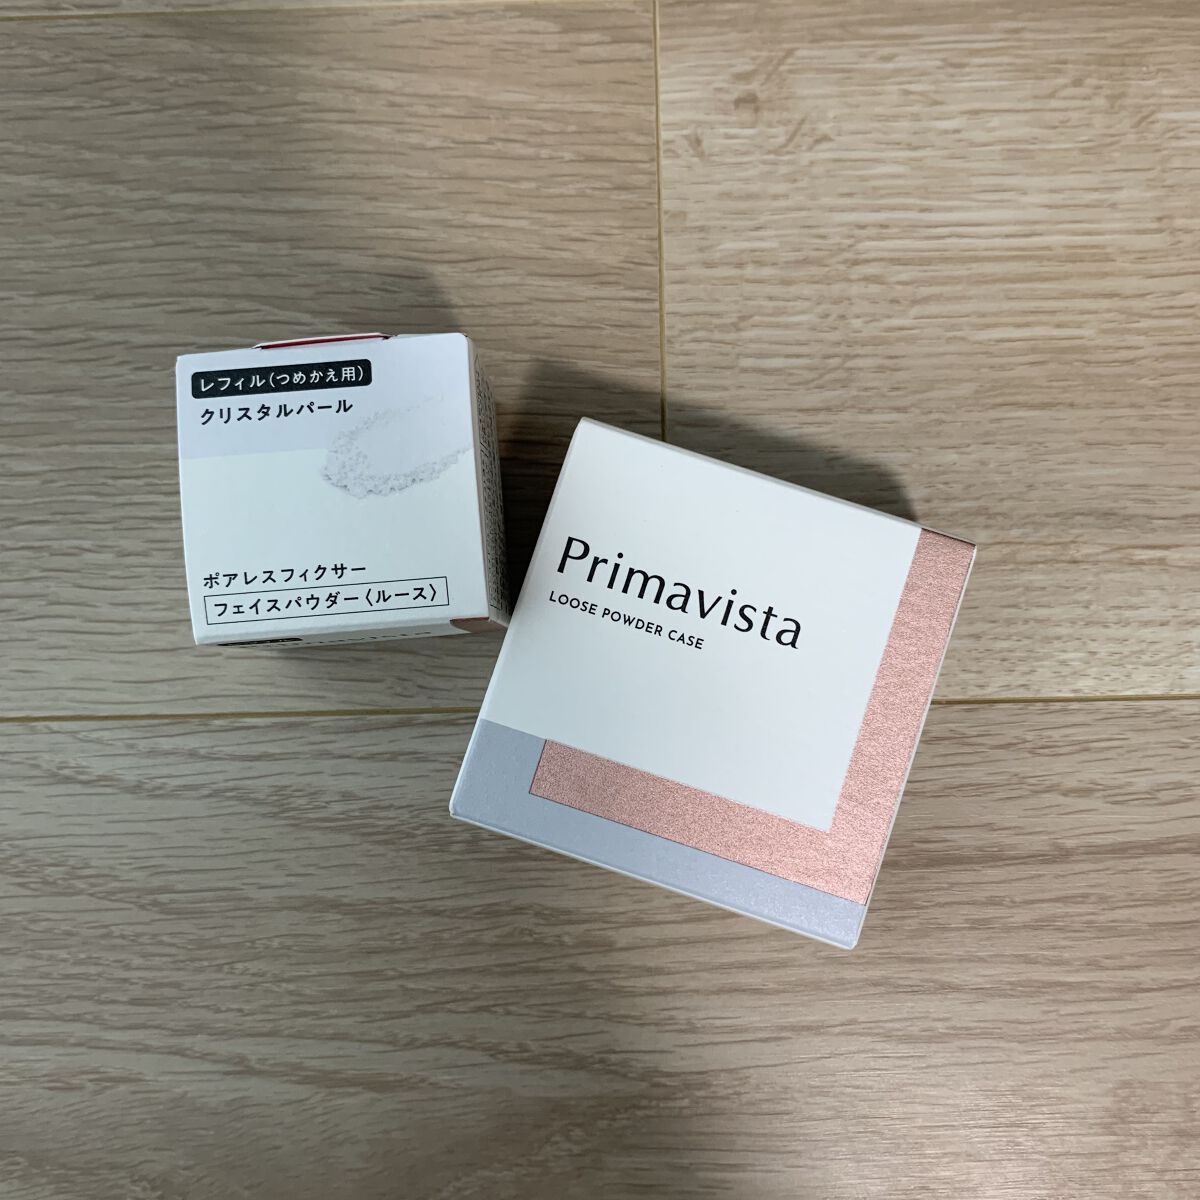 レフィル(つめかえ用)
クリスタルパール
ポアレスフィクサー
フェイスパウダー〈ルース〉
Primavista
LOOSE POWDER CASE